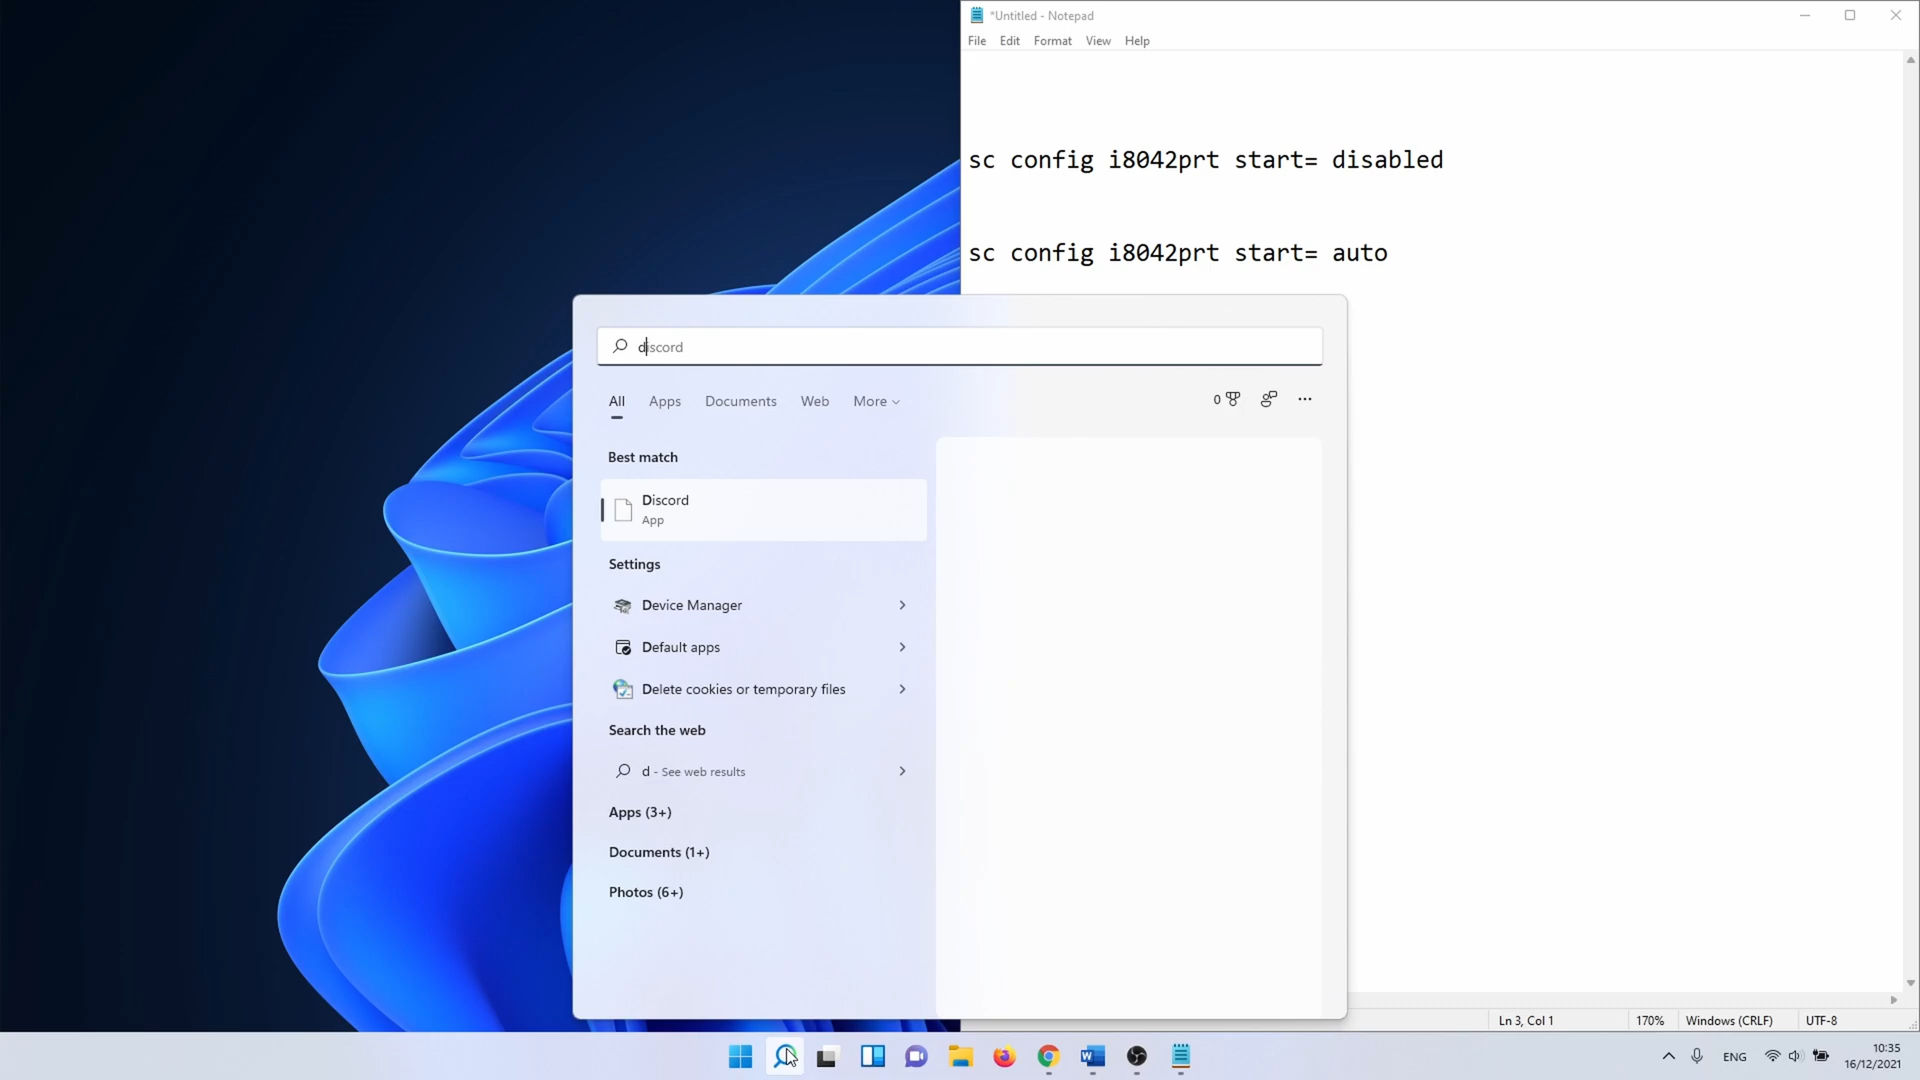 *Untitled - Notepad
File Edit Format View Help
sc config i8042prt start= disabled
sc config i8042prt start= auto
discord
All Apps Documents Web More
0
Best match
Discord
App
Settings
Device Manager
Default apps
Delete cookies or temporary files
Search the web
d - See web results
Apps (3+)
Documents (1+)
Photos (6+)
Ln 3, Col 1 170% Windows (CRLF) UTF-8
W
ENG
10:35
16/12/2021